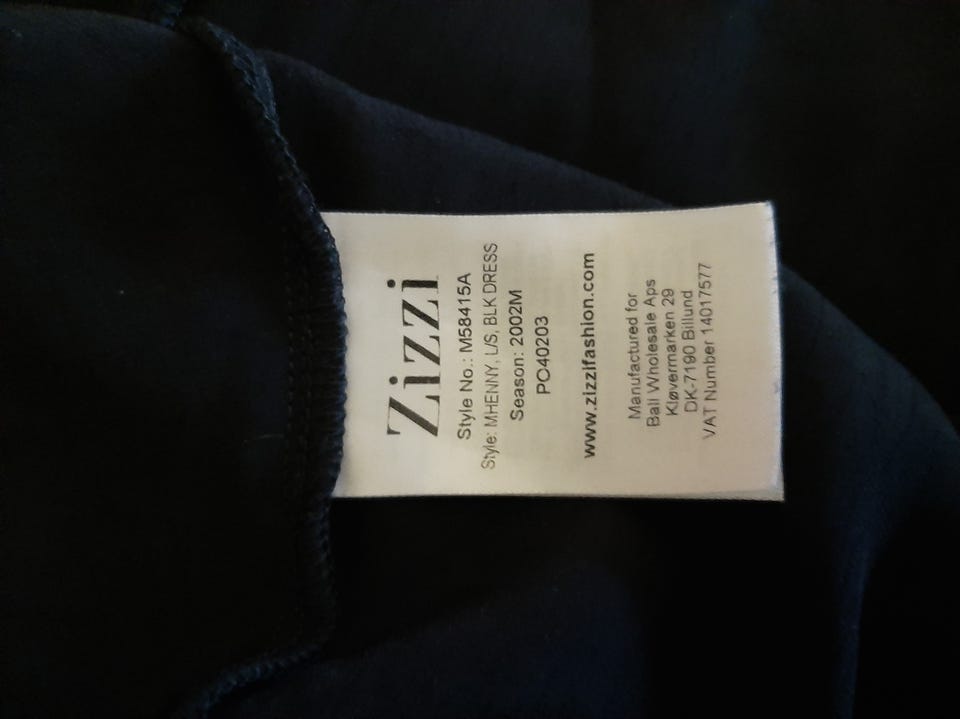 Zizzi
Style No.: M58415A
Style: MHENNY, L/S, BLK DRESS
Season: 2002M
PO40203
www.zizzifashion.com
Manufactured for
Ball Wholesale Aps
Kløvermarken 29
DK-7190 Billund
VAT Number 14017577